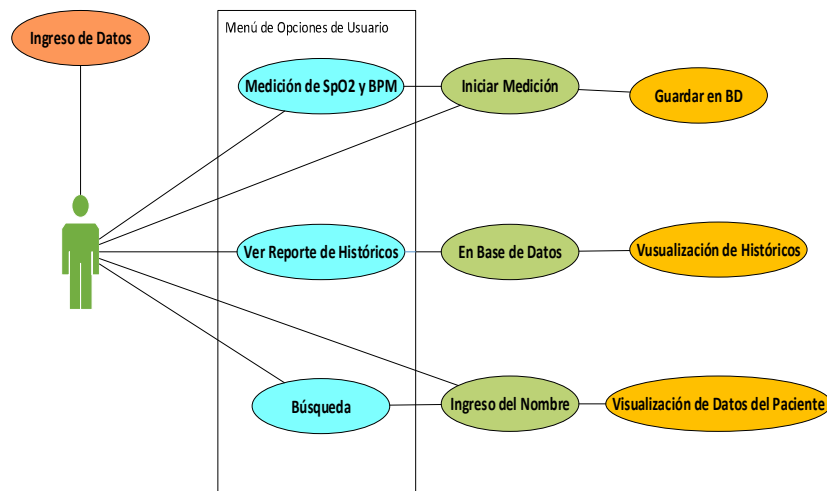 Ingreso de Datos
Menú de Opciones de Usuario
Medición de SpO2 y BPM
Iniciar Medición
Guardar en BD
Ver Reporte de Históricos
En Base de Datos
Vusualización de Históricos
Búsqueda
Ingreso del Nombre
Visualización de Datos del Paciente